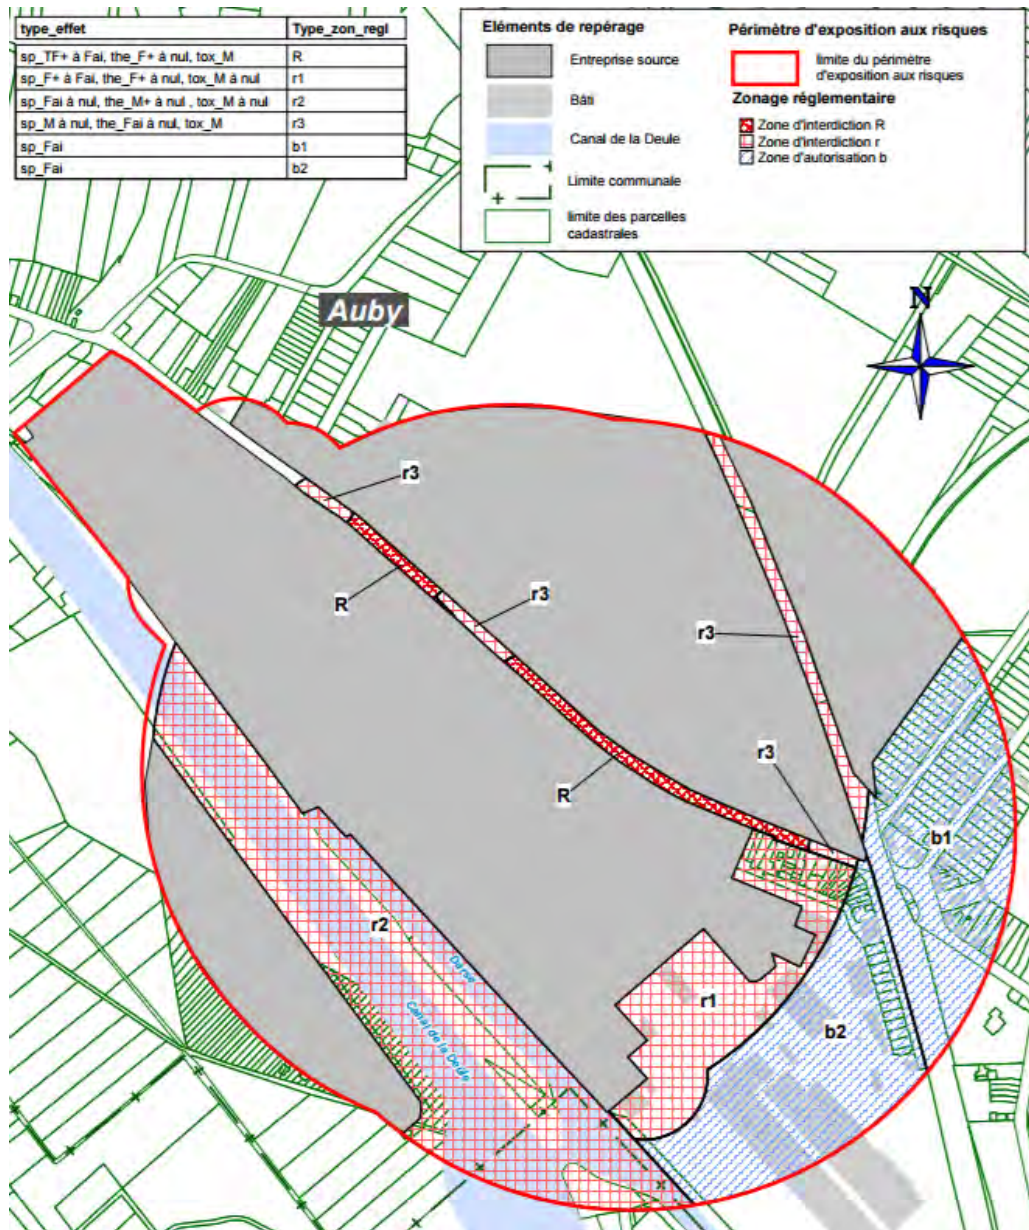 type_effet Type_zon_regl
sp_TF+ à Fai, the_F+ à nul, tox_M R
sp_F+ à Fai, the_F+ à nul, tox_M à nul r1
sp_Fai à nul, the_M+ à nul , tox_M à nul r2
sp_M à nul, the_Fai à nul, tox_M r3
sp_Fai b1
sp_Fai b2
Eléments de repérage
Entreprise source
Bâti
Canal de la Deule
Limite communale
limite des parcelles
cadastrales
Périmètre d'exposition aux risques
limite du périmètre
d'exposition aux risques
Zonage réglementaire
Zone d'interdiction R
Zone d'interdiction r
Zone d'autorisation b
Auby
N
r3
R
r3
r3
r3
R
b1
r2
Darse
Canal de la Deule
r1
b2